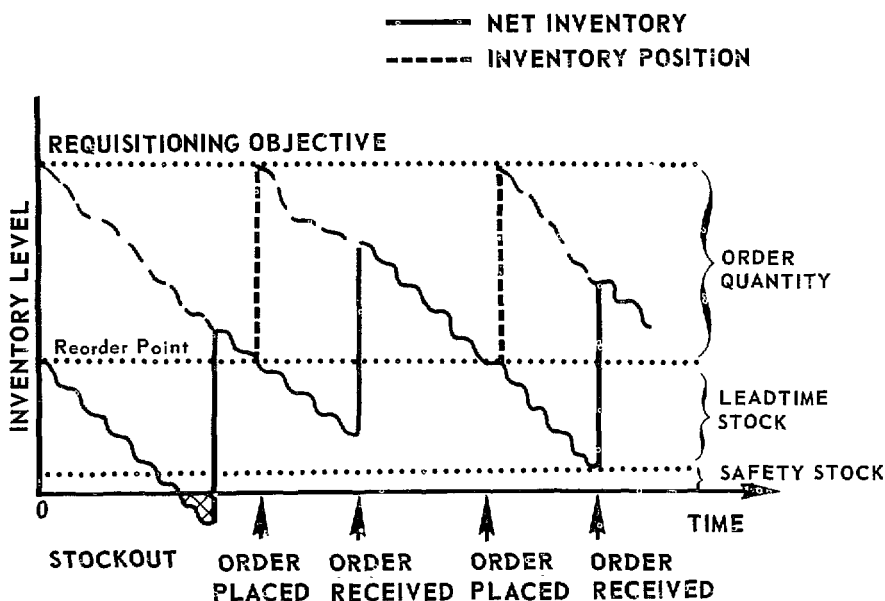 NET INVENTORY
INVENTORY POSITION
REQUISITIONING OBJECTIVE
INVENTORY LEVEL
ORDER
QUANTITY
Reorder Point
LEADTIME
STOCK
SAFETY STOCK
0
TIME
STOCKOUT
ORDER
PLACED
ORDER
RECEIVED
ORDER
PLACED
ORDER
RECEIVED